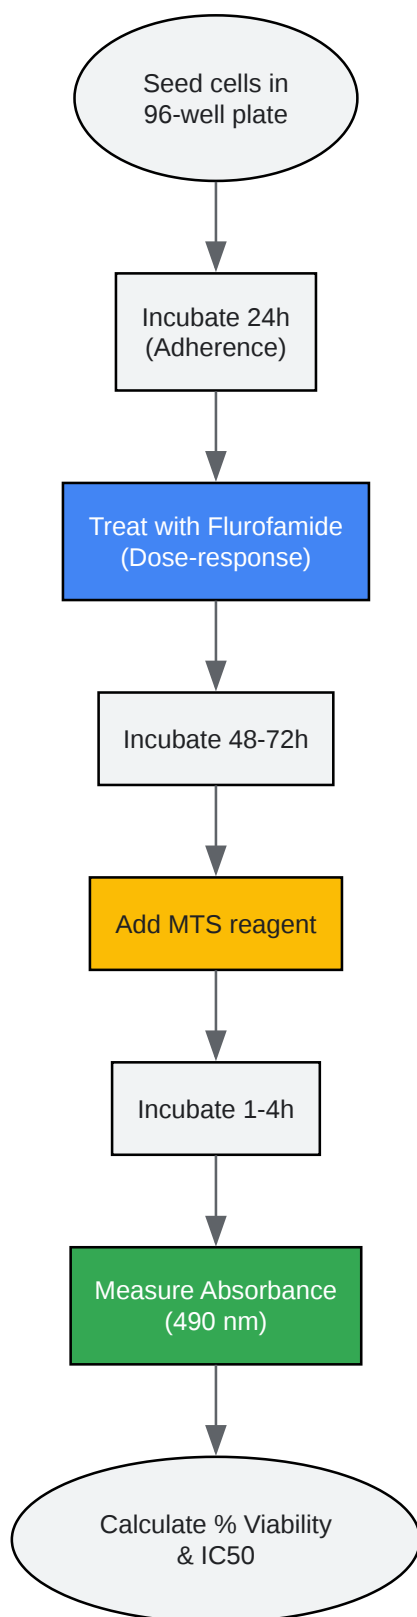 Seed cells in
96-well plate
Incubate 24h
(Adherence)
Treat with Flurofamide
(Dose-response)
Incubate 48-72h
Add MTS reagent
Incubate 1-4h
Measure Absorbance
(490 nm)
Calculate % Viability
& IC50